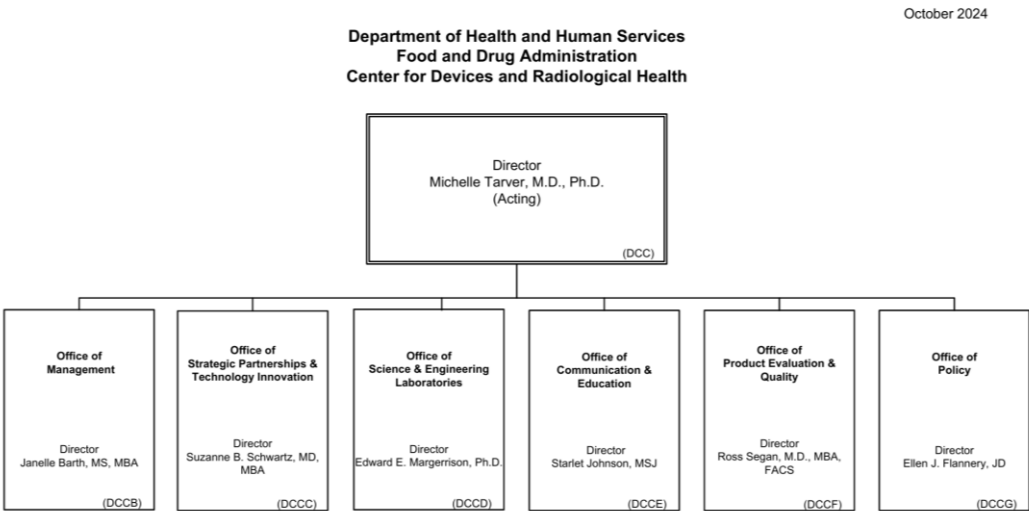 October 2024
Department of Health and Human Services
Food and Drug Administration
Center for Devices and Radiological Health
Director
Michelle Tarver, M.D., Ph.D.
(Acting)
(DCC)
Office of
Management
Director
Janelle Barth, MS, MBA
(DCCB)
Office of
Strategic Partnerships &
Technology Innovation
Director
Suzanne B. Schwartz, MD,
MBA
(DCCC)
Office of
Science & Engineering
Laboratories
Director
Edward E. Margerrison, Ph.D.
(DCCD)
Office of
Communication &
Education
Director
Starlet Johnson, MSJ
(DCCE)
Office of
Product Evaluation &
Quality
Director
Ross Segan, M.D., MBA,
FACS
(DCCF)
Office of
Policy
Director
Ellen J. Flannery, JD
(DCCG)